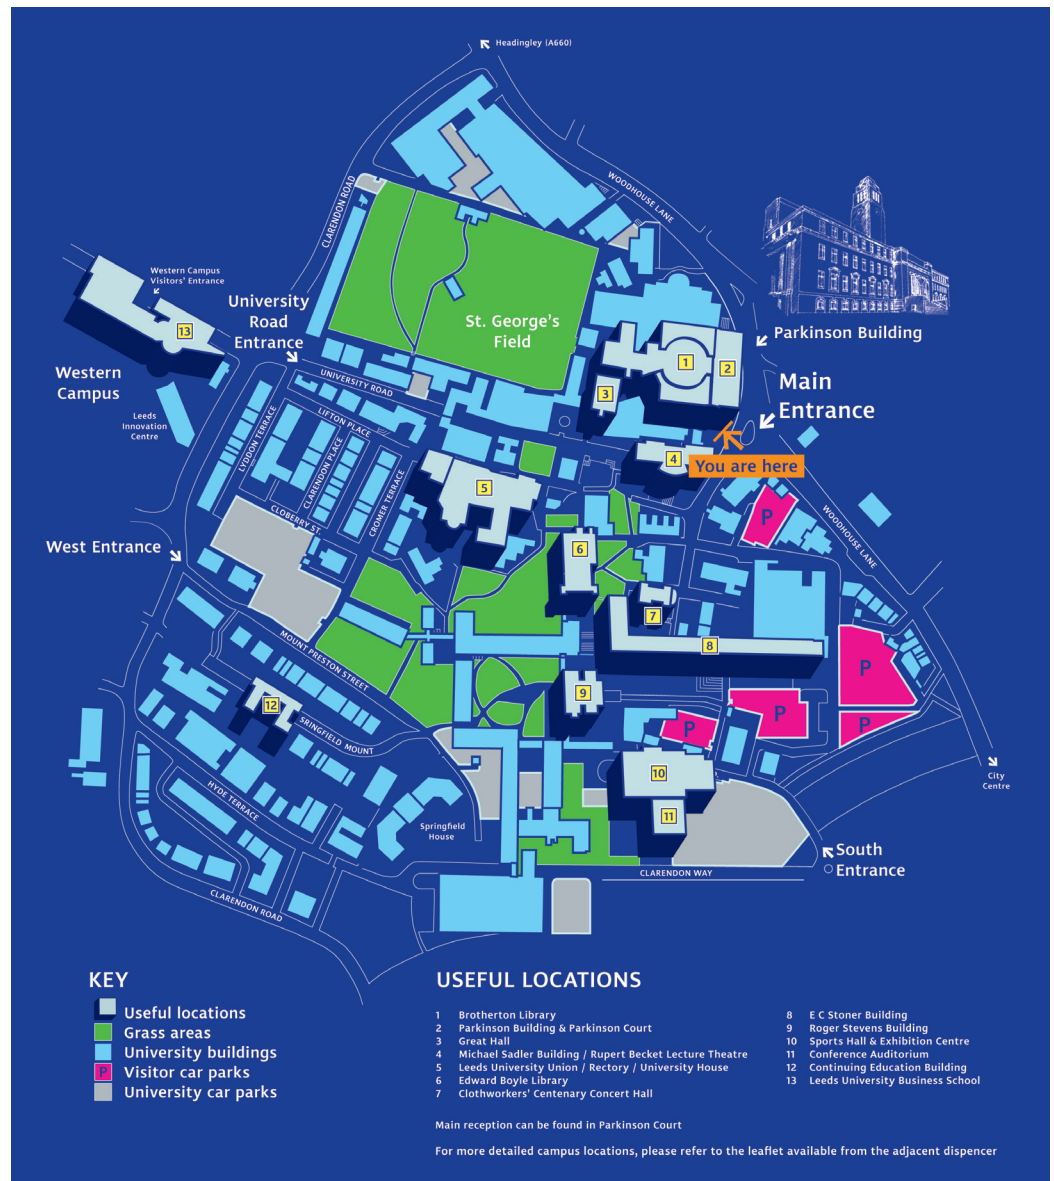 Headingley (A660)
WOODHOUSE LANE
CLARENDON ROAD
Western Campus
Visitors' Entrance
University
Road
Entrance
13
St. George's
Field
Parkinson Building
1
2
3
Western
Campus
UNIVERSITY ROAD
Main
Entrance
Leeds
Innovation
Centre
LIFTON PLACE
LYDDON TERRACE
CLARENDON PLACE
4
You are here
CROMER TERRACE
5
P
CLOBERRY ST.
WOODHOUSE LANE
West Entrance
6
7
MOUNT PRESTON STREET
8
P
9
12
SRINGFIELD MOUNT
P
P
P
10
City
Centre
HYDE TERRACE
11
Springfield
House
South
Entrance
CLARENDON WAY
CLARENDON ROAD
KEY
Useful locations
Grass areas
University buildings
P Visitor car parks
University car parks
USEFUL LOCATIONS
1 Brotherton Library
2 Parkinson Building & Parkinson Court
3 Great Hall
4 Michael Sadler Building / Rupert Becket Lecture Theatre
5 Leeds University Union / Rectory / University House
6 Edward Boyle Library
7 Clothworkers' Centenary Concert Hall
8 E C Stoner Building
9 Roger Stevens Building
10 Sports Hall & Exhibition Centre
11 Conference Auditorium
12 Continuing Education Building
13 Leeds University Business School
Main reception can be found in Parkinson Court
For more detailed campus locations, please refer to the leaflet available from the adjacent dispencer